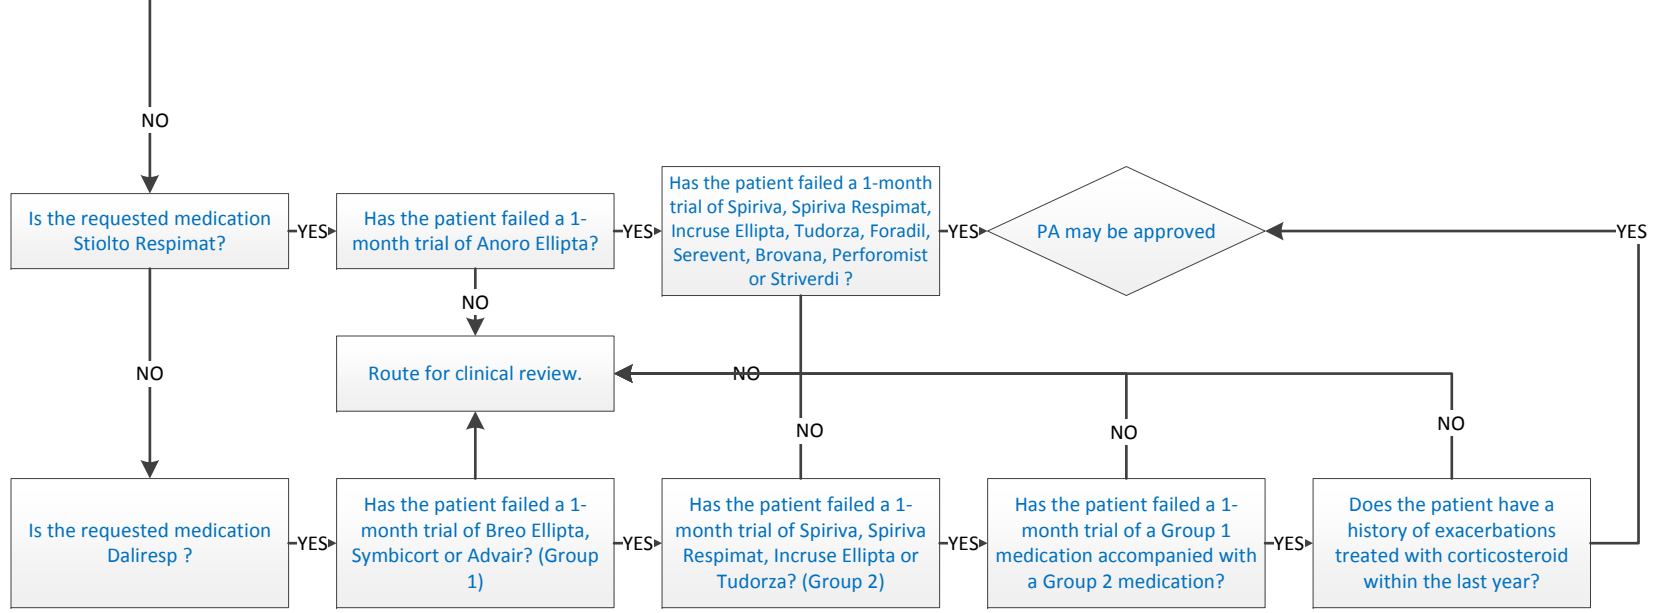 NO
Is the requested medication
Stiolto Respimat?
YES
Has the patient failed a 1-
month trial of Anoro Ellipta?
YES
Has the patient failed a 1-month
trial of Spiriva, Spiriva Respimat,
Incruse Ellipta, Tudorza, Foradil,
Serevent, Brovana, Perforomist
or Striverdi ?
YES
PA may be approved
YES
NO
NO
Route for clinical review.
NO
NO
NO
NO
Is the requested medication
Daliresp ?
YES
Has the patient failed a 1-
month trial of Breo Ellipta,
Symbicort or Advair? (Group
1)
YES
Has the patient failed a 1-
month trial of Spiriva, Spiriva
Respimat, Incruse Ellipta or
Tudorza? (Group 2)
YES
Has the patient failed a 1-
month trial of a Group 1
medication accompanied with
a Group 2 medication?
YES
Does the patient have a
history of exacerbations
treated with corticosteroid
within the last year?